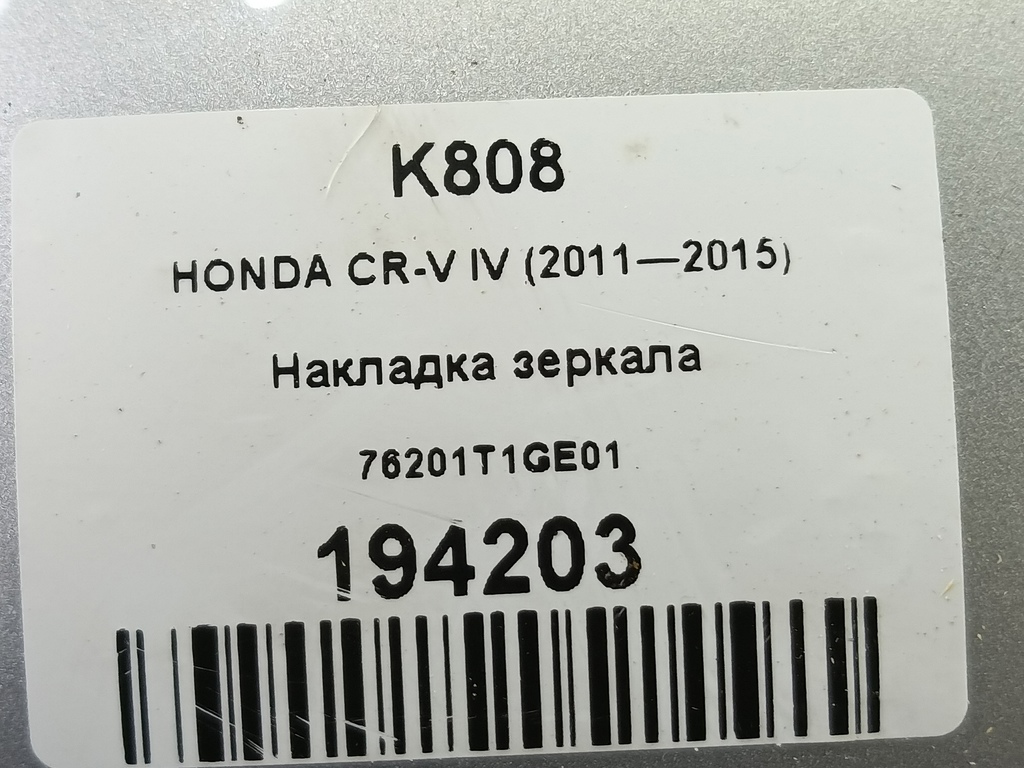 K808
HONDA CR-V IV (2011—2015)
Накладка зеркала
76201T1GE01
194203